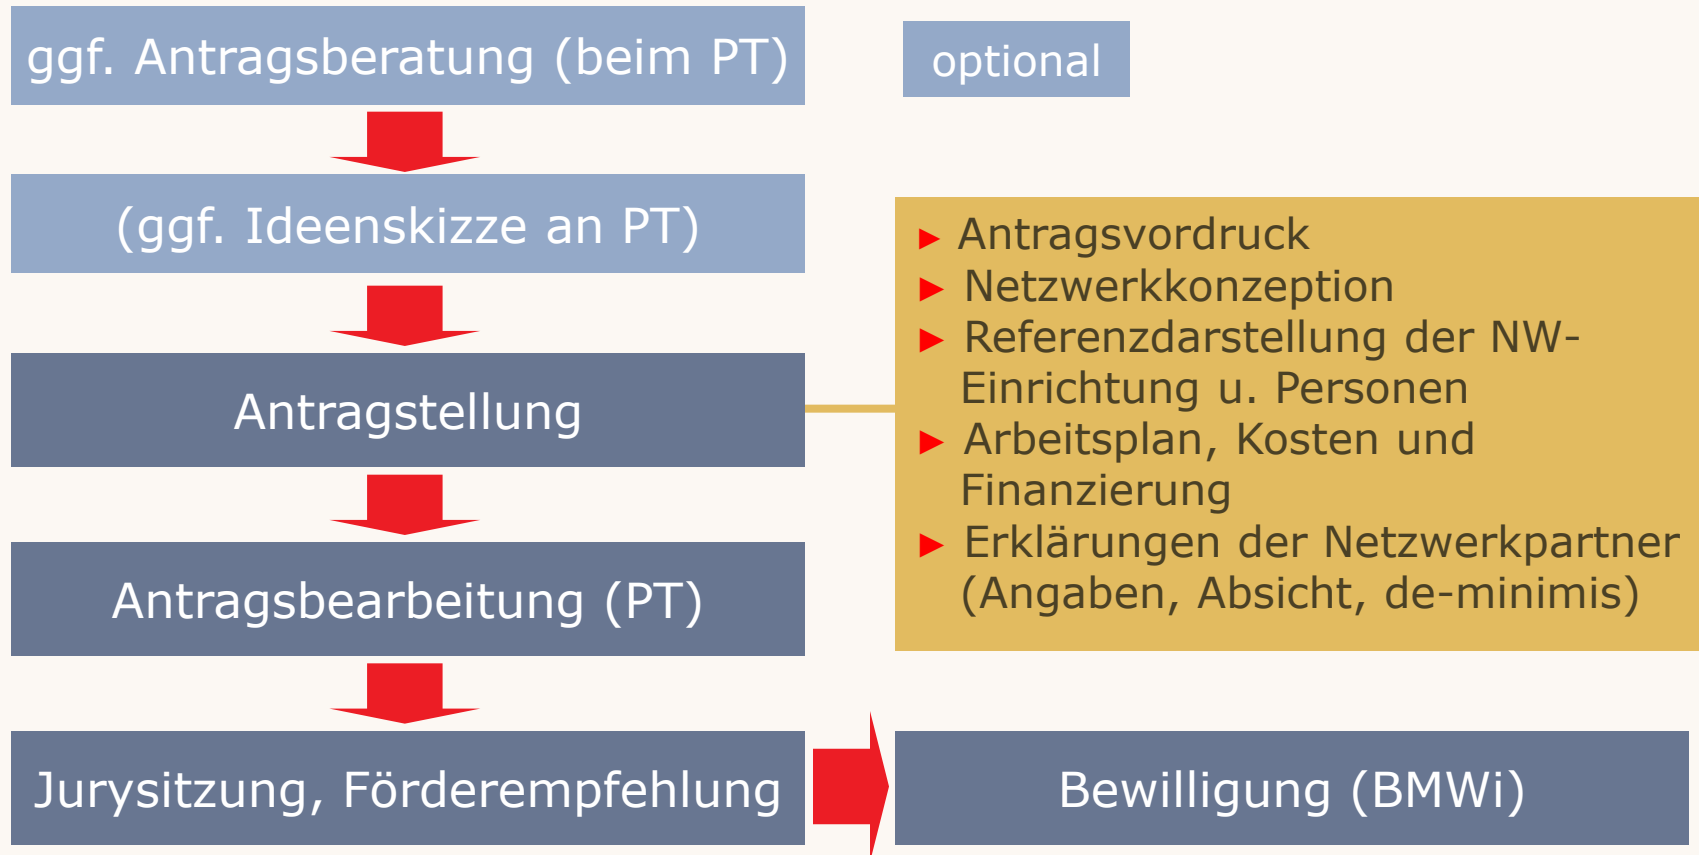 ggf. Antragsberatung (beim PT)
optional
(ggf. Ideenskizze an PT)
Antragstellung
► Antragsvordruck
► Netzwerkkonzeption
► Referenzdarstellung der NW-
Einrichtung u. Personen
► Arbeitsplan, Kosten und
Finanzierung
► Erklärungen der Netzwerkpartner
(Angaben, Absicht, de-minimis)
Antragsbearbeitung (PT)
Jurysitzung, Förderempfehlung
Bewilligung (BMWi)